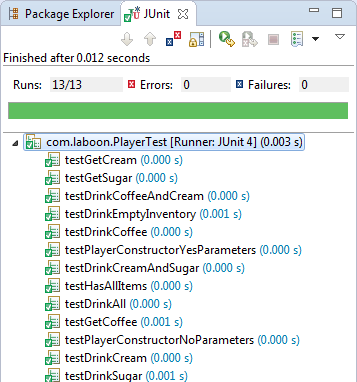 Package Explorer JUnit
Finished after 0.012 seconds
Runs: 13/13 Errors: 0 Failures: 0
com.laboon.PlayerTest [Runner: JUnit 4] (0.003 s)
testGetCream (0.000 s)
testGetSugar (0.000 s)
testDrinkCoffeeAndCream (0.000 s)
testDrinkEmptyInventory (0.001 s)
testDrinkCoffee (0.000 s)
testPlayerConstructorYesParameters (0.000 s)
testDrinkCreamAndSugar (0.000 s)
testHasAllItems (0.000 s)
testDrinkAll (0.000 s)
testGetCoffee (0.001 s)
testPlayerConstructorNoParameters (0.000 s)
testDrinkCream (0.000 s)
testDrinkSugar (0.001 s)